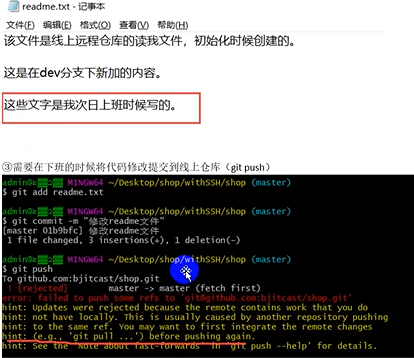 readme.txt - 记事本
文件(F) 编辑(E) 格式(O) 查看(V) 帮助(H)
该文件是线上远程仓库的读我文件，初始化时候创建的。
这是在dev分支下新加的内容。
这些文字是我次日上班时候写的。
③需要在下班的时候将代码修改提交到线上仓库（git push）
MINGW64 ~/Desktop/shop/withSSH/shop (master)
$ git add readme.txt
MINGW64 ~/Desktop/shop/withSSH/shop (master)
$ git commit -m "修改readme文件"
[master 01b9bfc] 修改readme文件
1 file changed, 3 insertions(+), 1 deletion(-)
MINGW64 ~/Desktop/shop/withSSH/shop (master)
$ git push
To github.com:bjitcast/shop.git
! [rejected] master -> master (fetch first)
error: failed to push some refs to 'git@github.com:bjitcast/shop.git'
hint: Updates were rejected because the remote contains work that you do
hint: not have locally. This is usually caused by another repository pushing
hint: to the same ref. You may want to first integrate the remote changes
hint: (e.g., 'git pull ...') before pushing again.
hint: See the 'Note about fast-forwards' in 'git push --help' for details.